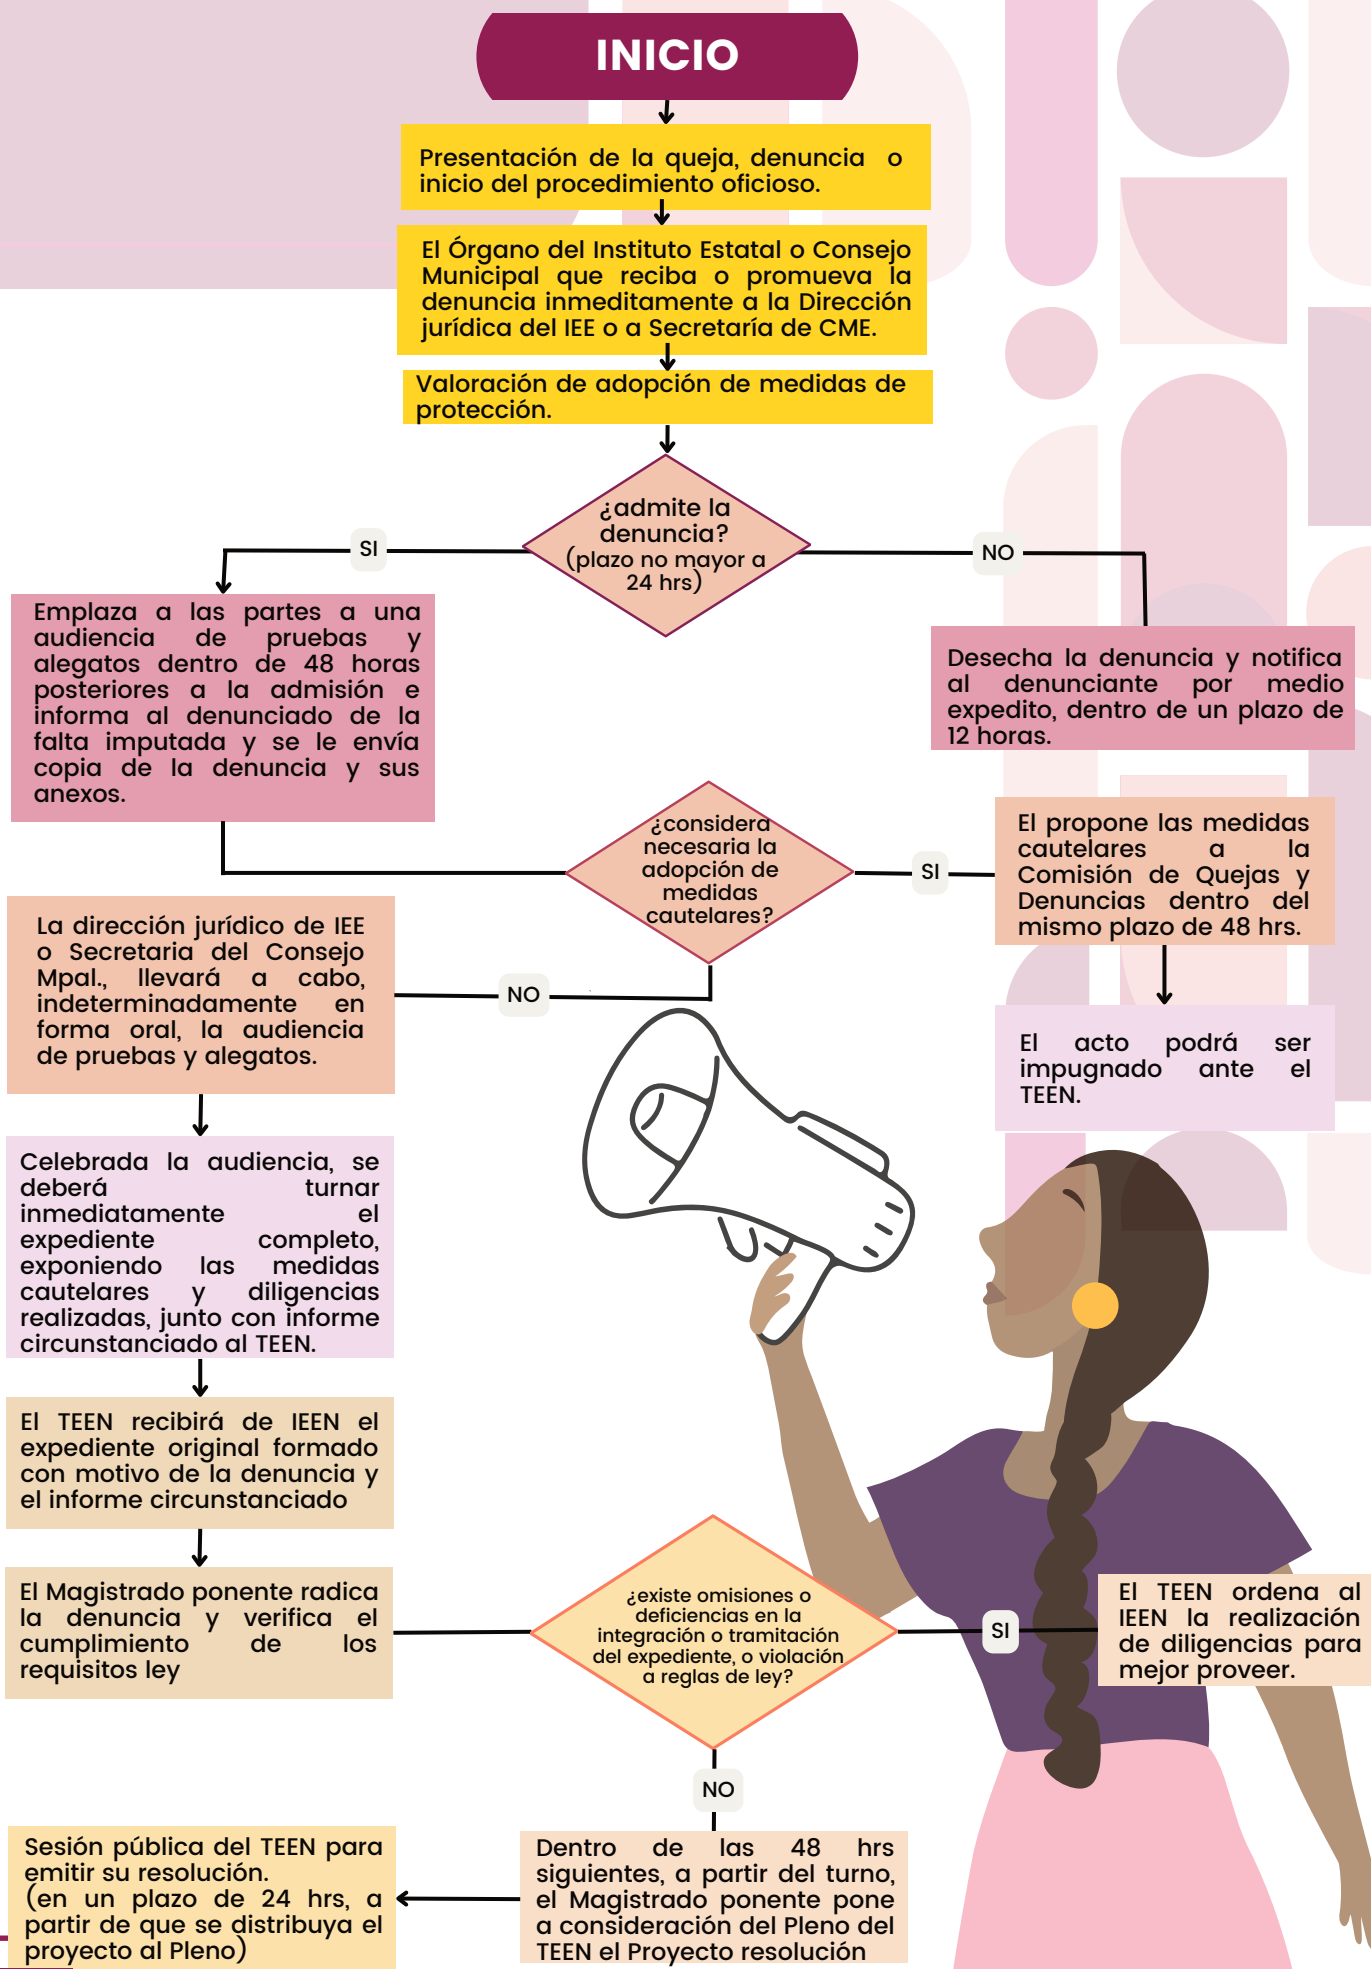 INICIO
Presentación de la queja, denuncia o
inicio del procedimiento oficioso.
El Órgano del Instituto Estatal o Consejo
Municipal que reciba o promueva la
denuncia inmeditamente a la Dirección
jurídica del IEE o a Secretaría de CME.
Valoración de adopción de medidas de
protección.
¿admite la
denuncia?
(plazo no mayor a
24 hrs)
SI
NO
Emplaza a las partes a una
audiencia de pruebas y
alegatos dentro de 48 horas
posteriores a la admisión e
informa al denunciado de la
falta imputada y se le envía
copia de la denuncia y sus
anexos.
Desecha la denuncia y notifica
al denunciante por medio
expedito, dentro de un plazo de
12 horas.
¿considera
necesaria la
adopción de
medidas
cautelares?
SI
El propone las medidas
cautelares a la
Comisión de Quejas y
Denuncias dentro del
mismo plazo de 48 hrs.
NO
La dirección jurídico de IEE
o Secretaria del Consejo
Mpal., llevará a cabo,
indeterminadamente en
forma oral, la audiencia
de pruebas y alegatos.
El acto podrá ser
impugnado ante el
TEEN.
Celebrada la audiencia, se
deberá turnar
inmediatamente el
expediente completo,
exponiendo las medidas
cautelares y diligencias
realizadas, junto con informe
circunstanciado al TEEN.
El TEEN recibirá de IEEN el
expediente original formado
con motivo de la denuncia y
el informe circunstanciado
El Magistrado ponente radica
la denuncia y verifica el
cumplimiento de los
requisitos ley
¿existe omisiones o
deficiencias en la
integración o tramitación
del expediente, o violación
a reglas de ley?
SI
El TEEN ordena al
IEEN la realización
de diligencias para
mejor proveer.
NO
Dentro de las 48 hrs
siguientes, a partir del turno,
el Magistrado ponente pone
a consideración del Pleno del
TEEN el Proyecto resolución
Sesión pública del TEEN para
emitir su resolución.
(en un plazo de 24 hrs, a
partir de que se distribuya el
proyecto al Pleno)